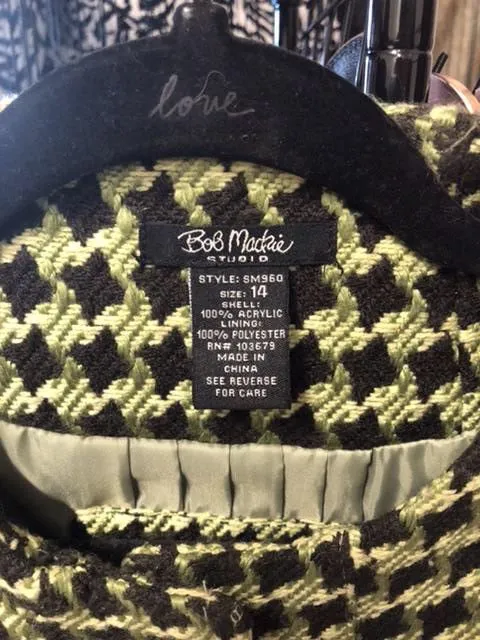 love
Bob Mackie
STUDIO
STYLE: SM960
SIZE: 14
SHELL:
100% ACRYLIC
LINING:
100% POLYESTER
RN# 103679
MADE IN
CHINA
SEE REVERSE
FOR CARE